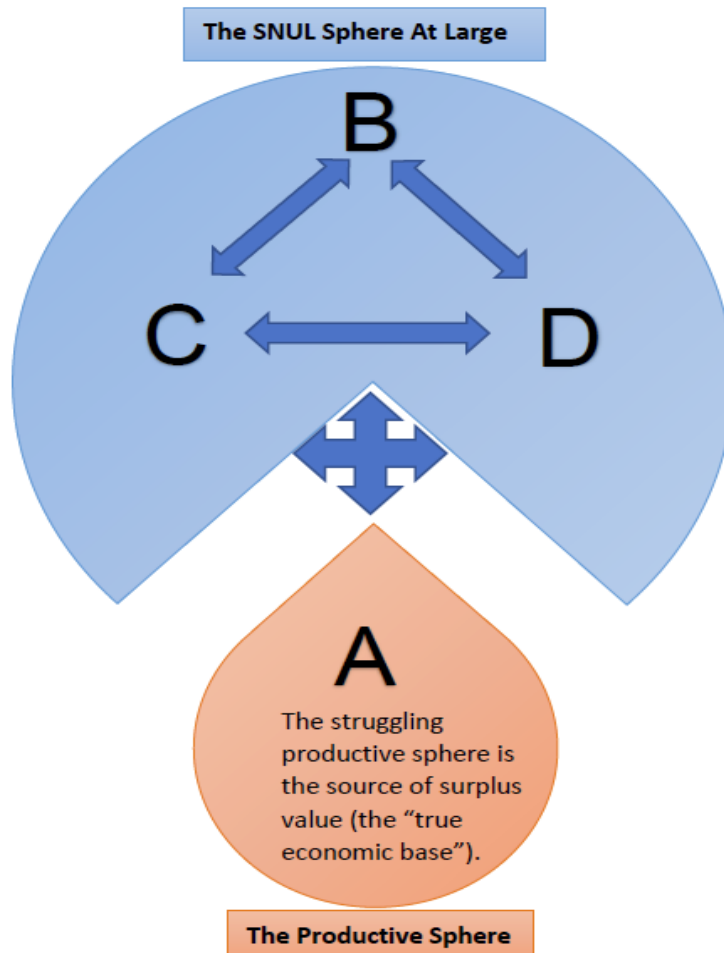 The SNUL Sphere At Large
B
C
D
A
The struggling
productive sphere is
the source of surplus
value (the “true
economic base”).
The Productive Sphere